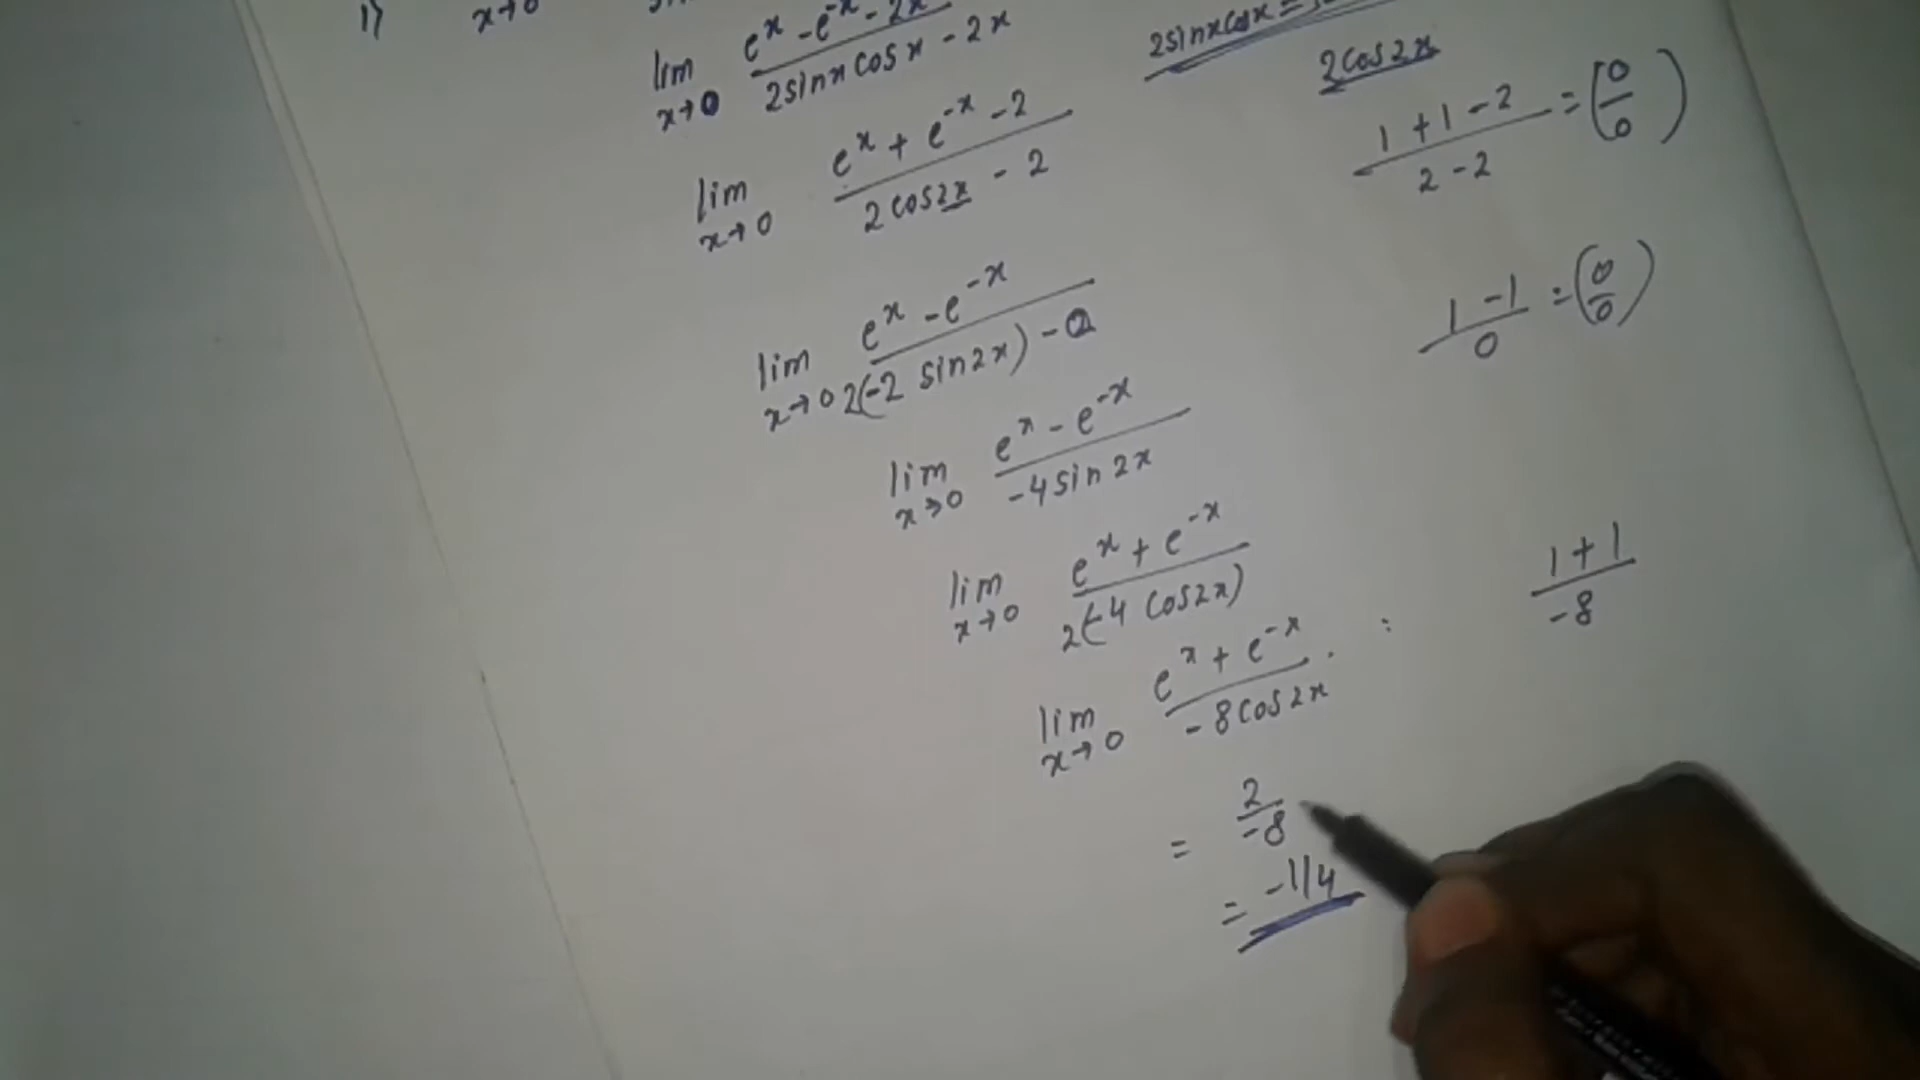 1) x→0
lim x→0 (e^x - e^-x - 2x)/(2sinx cosx - 2x)
2sinxcosx =
2cos2x
lim x→0 (e^x + e^-x - 2)/(2cos2x - 2)
(1 + 1 - 2)/(2 - 2) = (0/0)
lim x→0 (e^x - e^-x)/(2(-2 sin2x) - 0)
(1 - 1)/0 = (0/0)
lim x→0 (e^x - e^-x)/(-4sin2x)
lim x→0 (e^x + e^-x)/(2(-4 cos2x))
(1 + 1)/(-8)
lim x→0 (e^x + e^-x)/(-8cos2x) :
= 2/-8
= -1/4